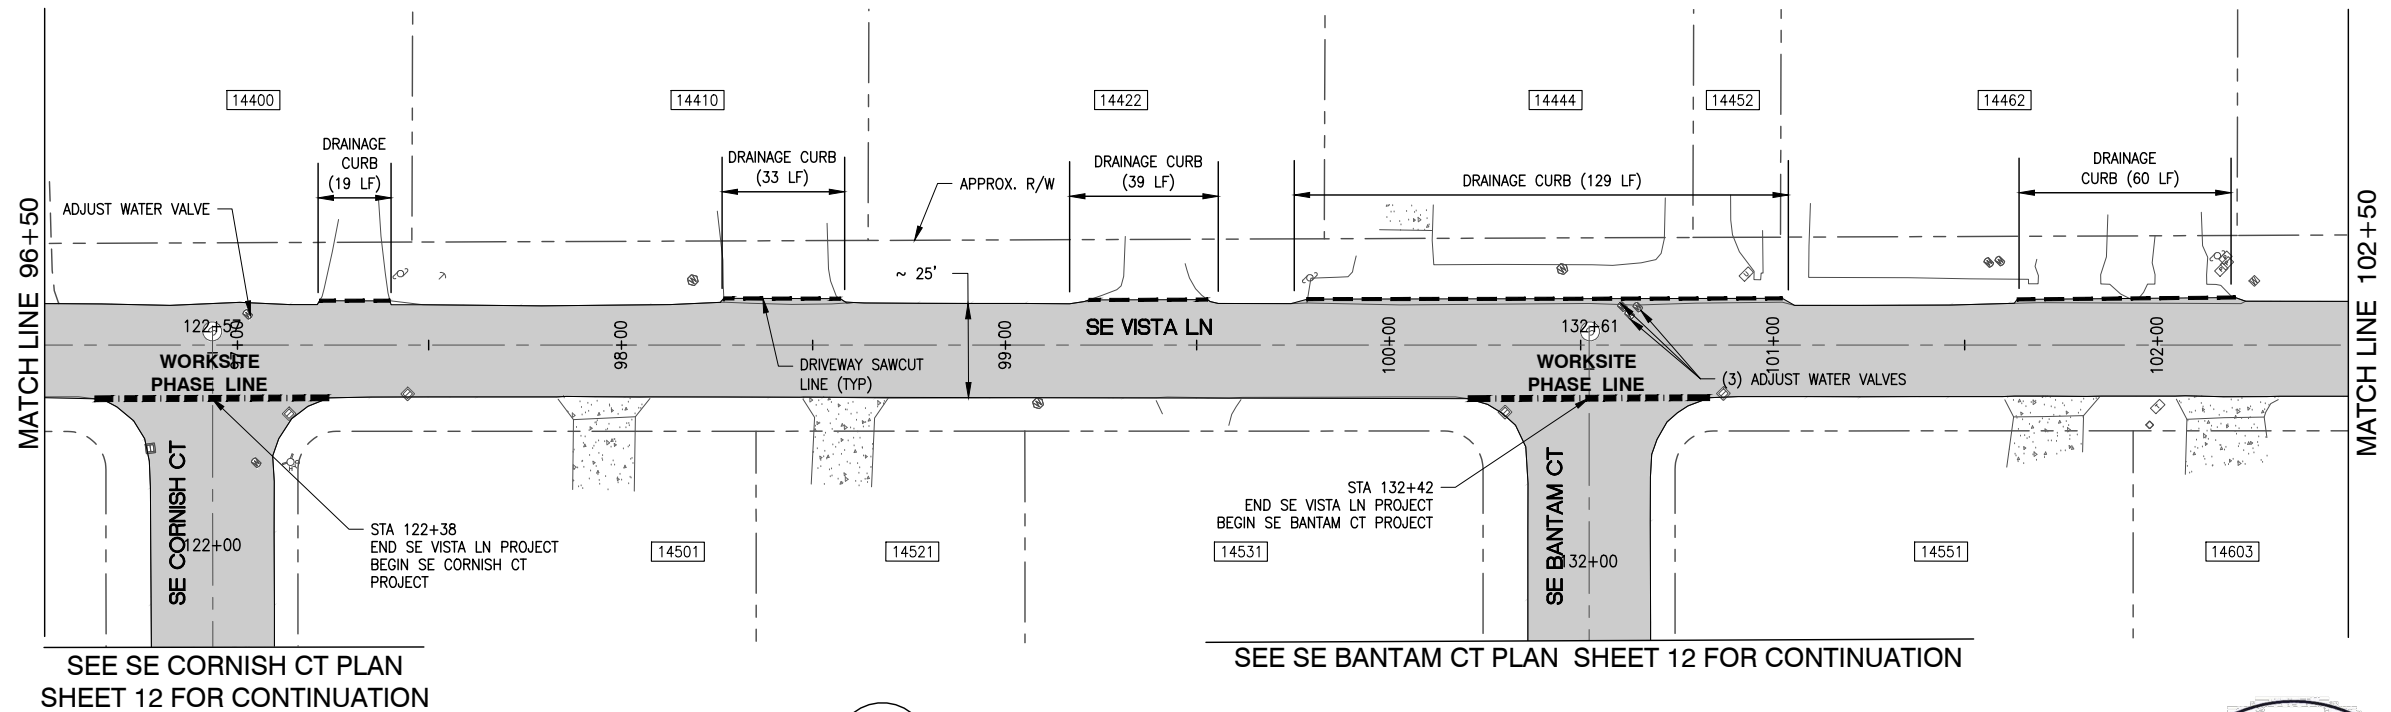 14400
14410
14422
14444
14452
14462
DRAINAGE
CURB
(19 LF)
DRAINAGE CURB
(33 LF)
DRAINAGE CURB
(39 LF)
DRAINAGE CURB (129 LF)
DRAINAGE
CURB (60 LF)
ADJUST WATER VALVE
APPROX. R/W
~ 25'
MATCH LINE 96+50
MATCH LINE 102+50
122+57
97+00
98+00
99+00
SE VISTA LN
100+00
132+61
101+00
102+00
WORKSITE
PHASE LINE
DRIVEWAY SAWCUT
LINE (TYP)
WORKSITE
PHASE LINE
(3) ADJUST WATER VALVES
SE CORNISH CT
122+00
STA 122+38
END SE VISTA LN PROJECT
BEGIN SE CORNISH CT
PROJECT
STA 132+42
END SE VISTA LN PROJECT
BEGIN SE BANTAM CT PROJECT
SE BANTAM CT
132+00
14501
14521
14531
14551
14603
SEE SE CORNISH CT PLAN
SHEET 12 FOR CONTINUATION
SEE SE BANTAM CT PLAN SHEET 12 FOR CONTINUATION